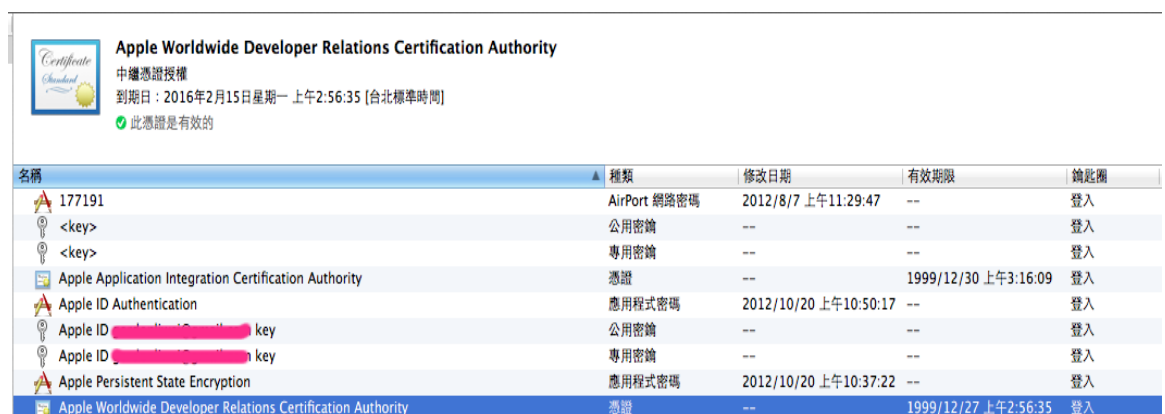 Certificate
Standard
Apple Worldwide Developer Relations Certification Authority
中繼憑證授權
到期日：2016年2月15日星期一 上午2:56:35 [台北標準時間]
此憑證是有效的
名稱 種類 修改日期 有效期限 鑰匙圈
177191 AirPort 網路密碼 2012/8/7 上午11:29:47 -- 登入
<key> 公用密鑰 -- -- 登入
<key> 專用密鑰 -- -- 登入
Apple Application Integration Certification Authority 憑證 -- 1999/12/30 上午3:16:09 登入
Apple ID Authentication 應用程式密碼 2012/10/20 上午10:50:17 -- 登入
Apple ID key 公用密鑰 -- -- 登入
Apple ID key 專用密鑰 -- -- 登入
Apple Persistent State Encryption 應用程式密碼 2012/10/20 上午10:37:22 -- 登入
Apple Worldwide Developer Relations Certification Authority 憑證 -- 1999/12/27 上午2:56:35 登入